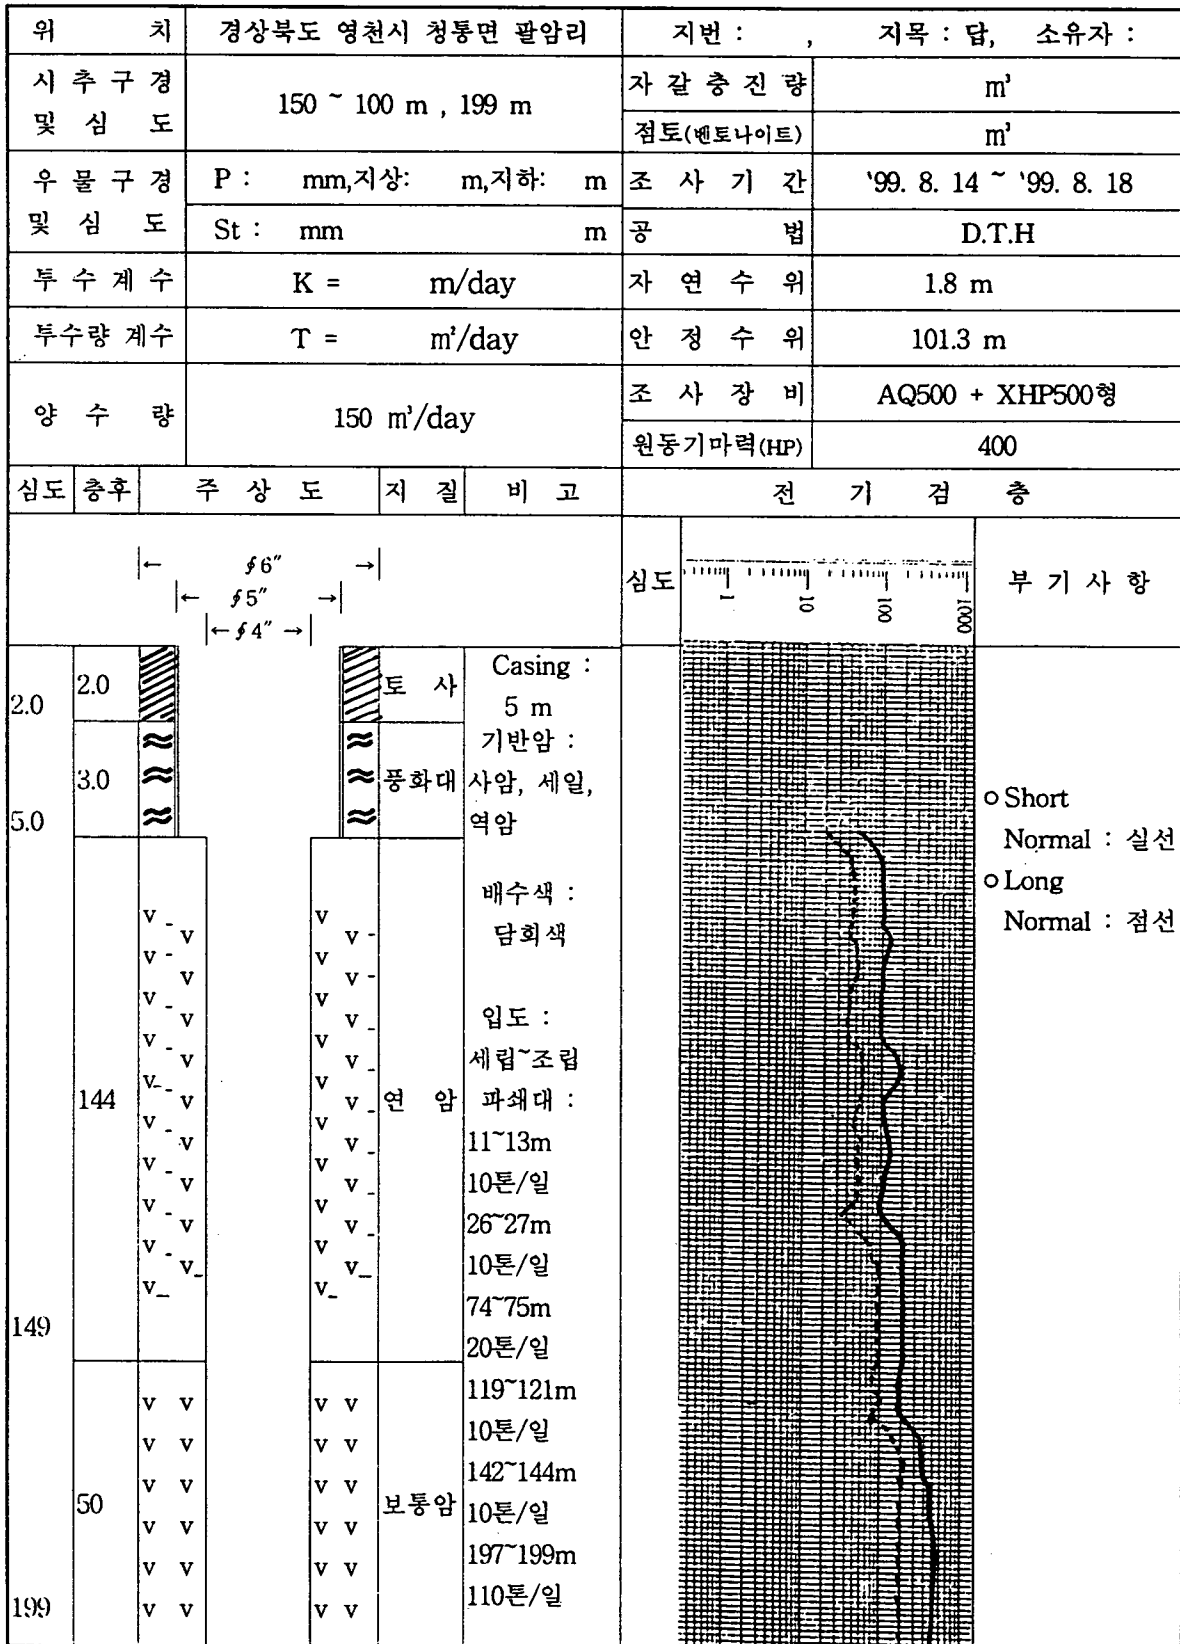 위 치 경상북도 영천시 청통면 팔암리 지번 : , 지목 : 답, 소유자 :
시 추 구 경 및 심 도 150 ~ 100 m , 199 m
자 갈 충 진 량 m³
점토(벤토나이트) m³
우 물 구 경 및 심 도 P : mm,지상: m,지하: m
St : mm m
조 사 기 간 '99. 8. 14 ~ '99. 8. 18
공 법 D.T.H
투 수 계 수 K = m/day
자 연 수 위 1.8 m
투수량 계수 T = m²/day
안 정 수 위 101.3 m
양 수 량 150 m³/day
조 사 장 비 AQ500 + XHP500형
원동기마력(HP) 400
심도 층후 주 상 도 지 질 비 고 전 기 검 층
∮6"
∮5"
∮4"
심도 1 10 100 1000 부 기 사 항
2.0
5.0
149
199
2.0
3.0
144
50
토 사
풍화대
연 암
보통암
Casing :
5 m
기반암 :
사암, 세일,
역암
배수색 :
담회색
입도 :
세립~조립
파쇄대 :
11~13m
10톤/일
26~27m
10톤/일
74~75m
20톤/일
119~121m
10톤/일
142~144m
10톤/일
197~199m
110톤/일
o Short
Normal : 실선
o Long
Normal : 점선